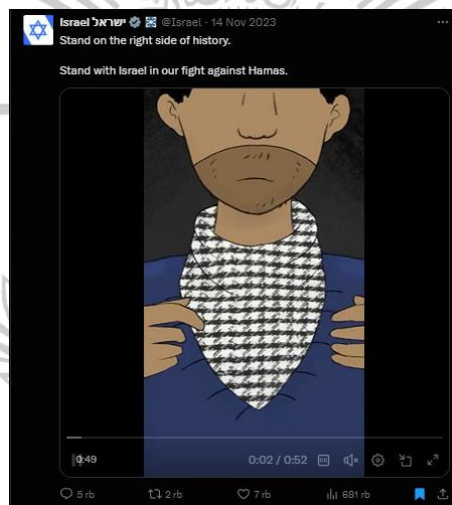 Israel ישראל @Israel · 14 Nov 2023
Stand on the right side of history.
Stand with Israel in our fight against Hamas.
0:49
0:02 / 0:52 CC
5 rb 2 rb 7 rb 681 rb